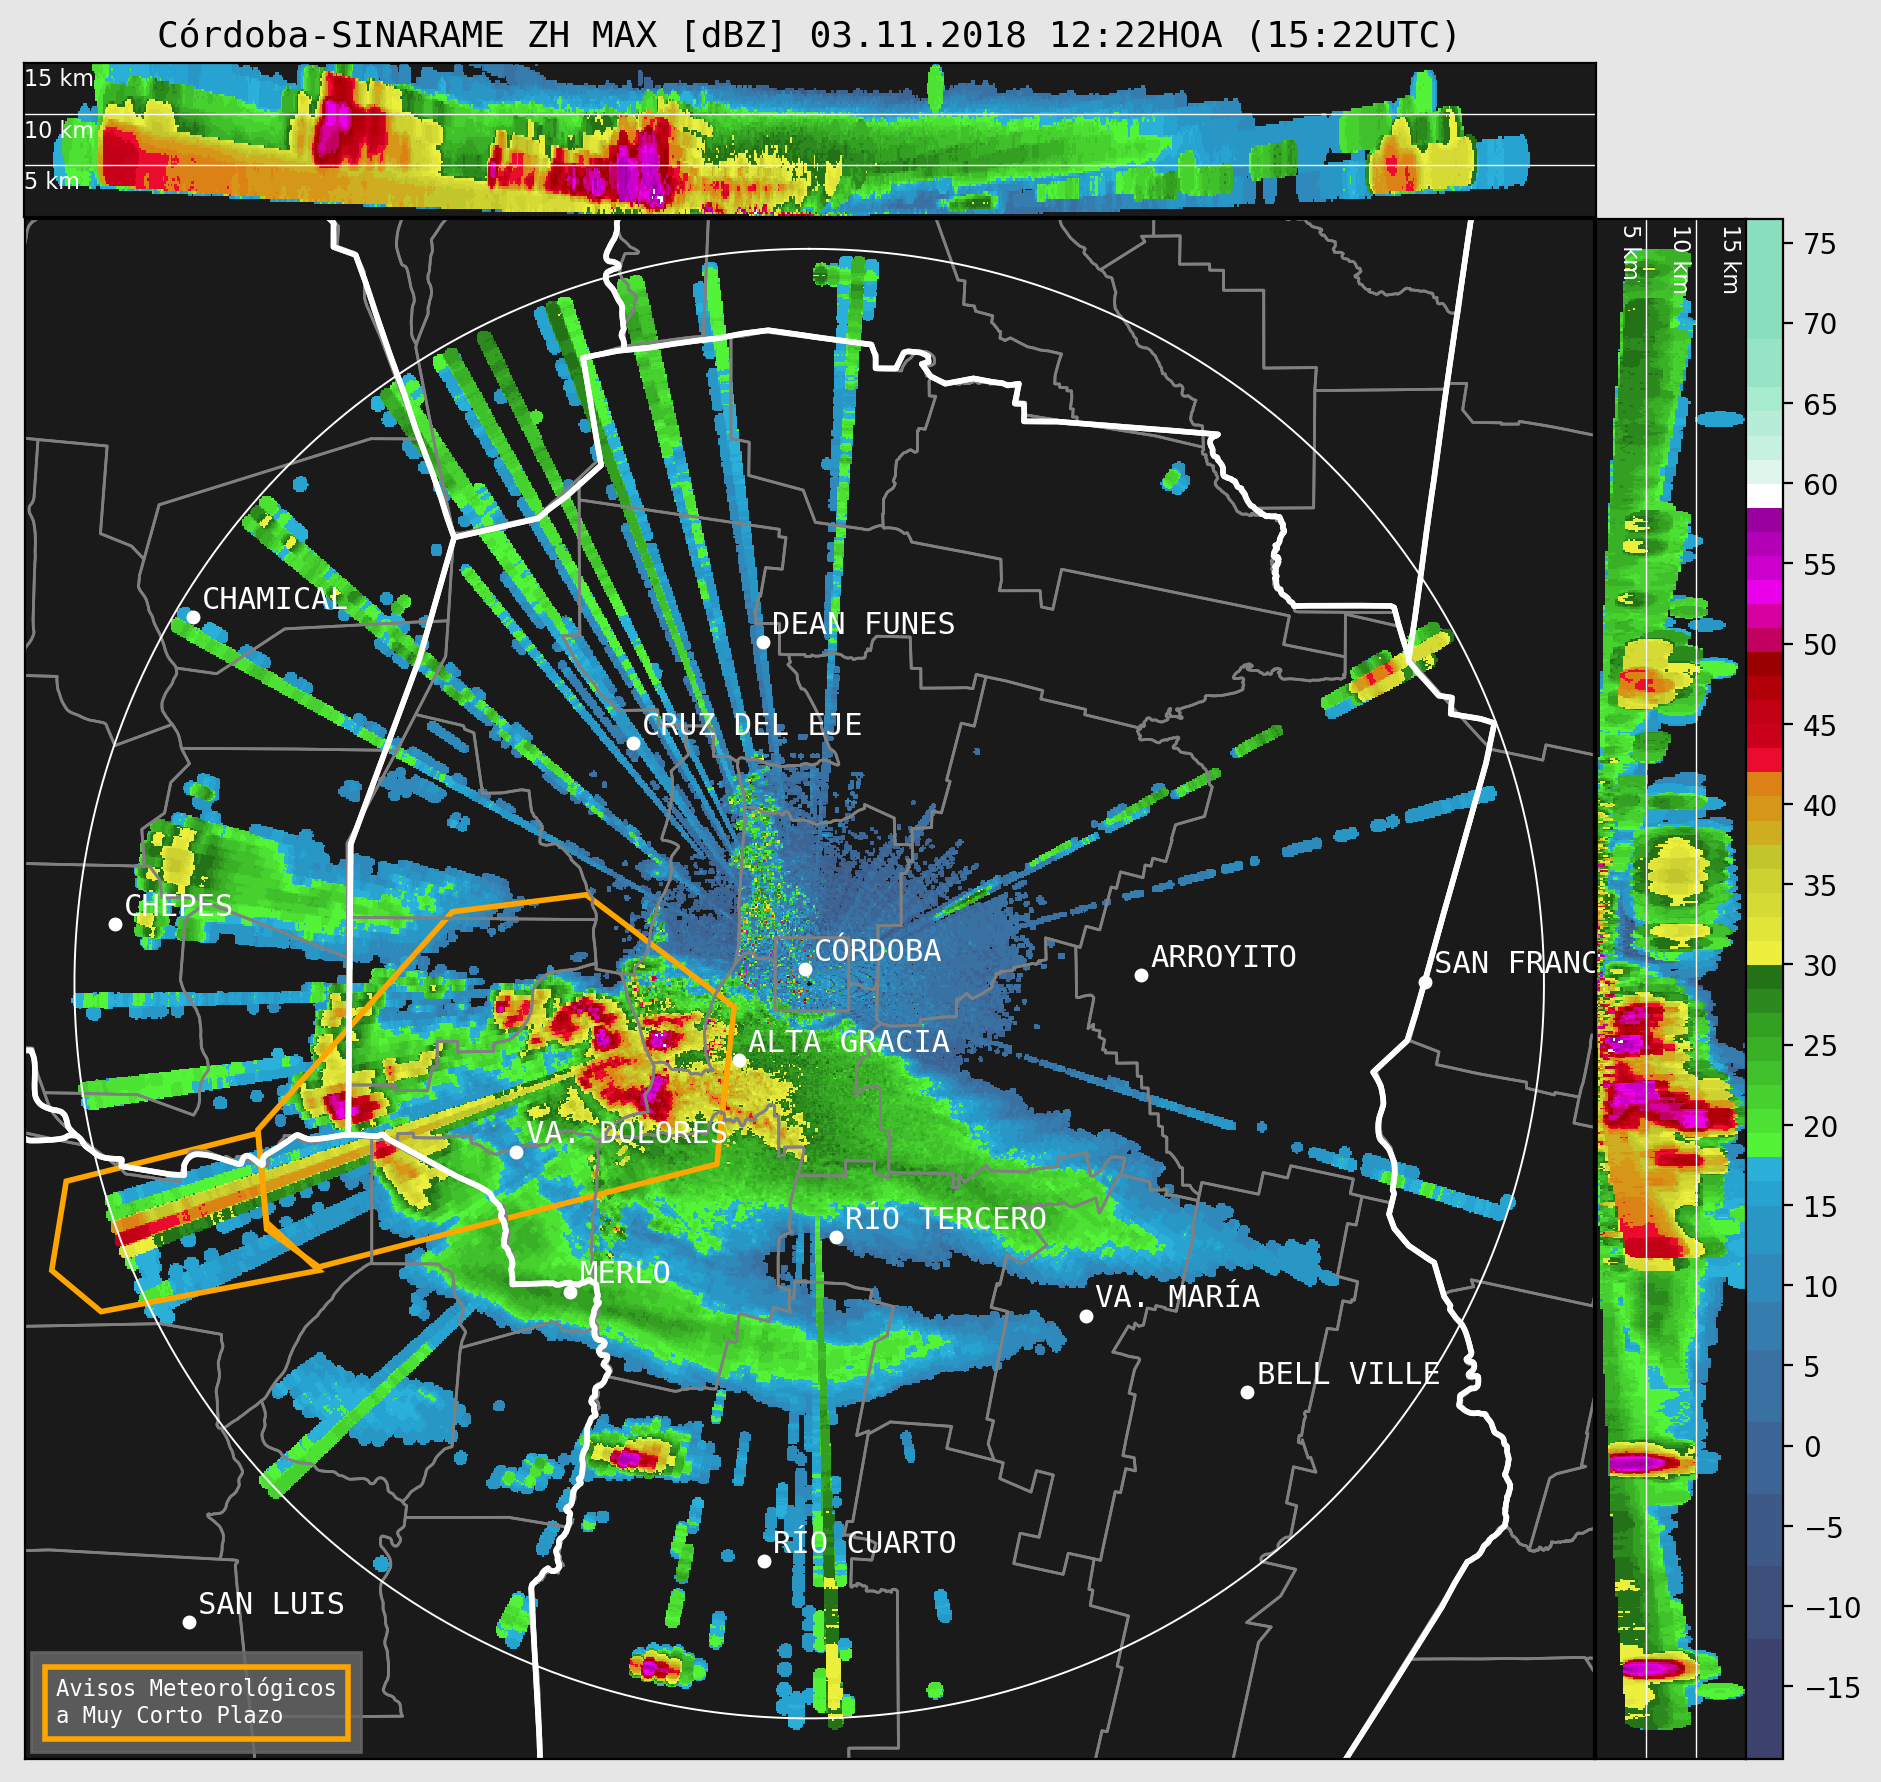 Córdoba-SINARAME ZH MAX [dBZ] 03.11.2018 12:22HOA (15:22UTC)
15 km
10 km
5 km
5 km
10 km
15 km
75
70
65
60
55
50
45
40
35
30
25
20
15
10
5
0
−5
−10
−15
CHAMICAL
DEAN FUNES
CRUZ DEL EJE
CHEPES
CÓRDOBA
ARROYITO
SAN FRANC
ALTA GRACIA
VA. DOLORES
RÍO TERCERO
MERLO
VA. MARÍA
BELL VILLE
RÍO CUARTO
SAN LUIS
Avisos Meteorológicos
a Muy Corto Plazo